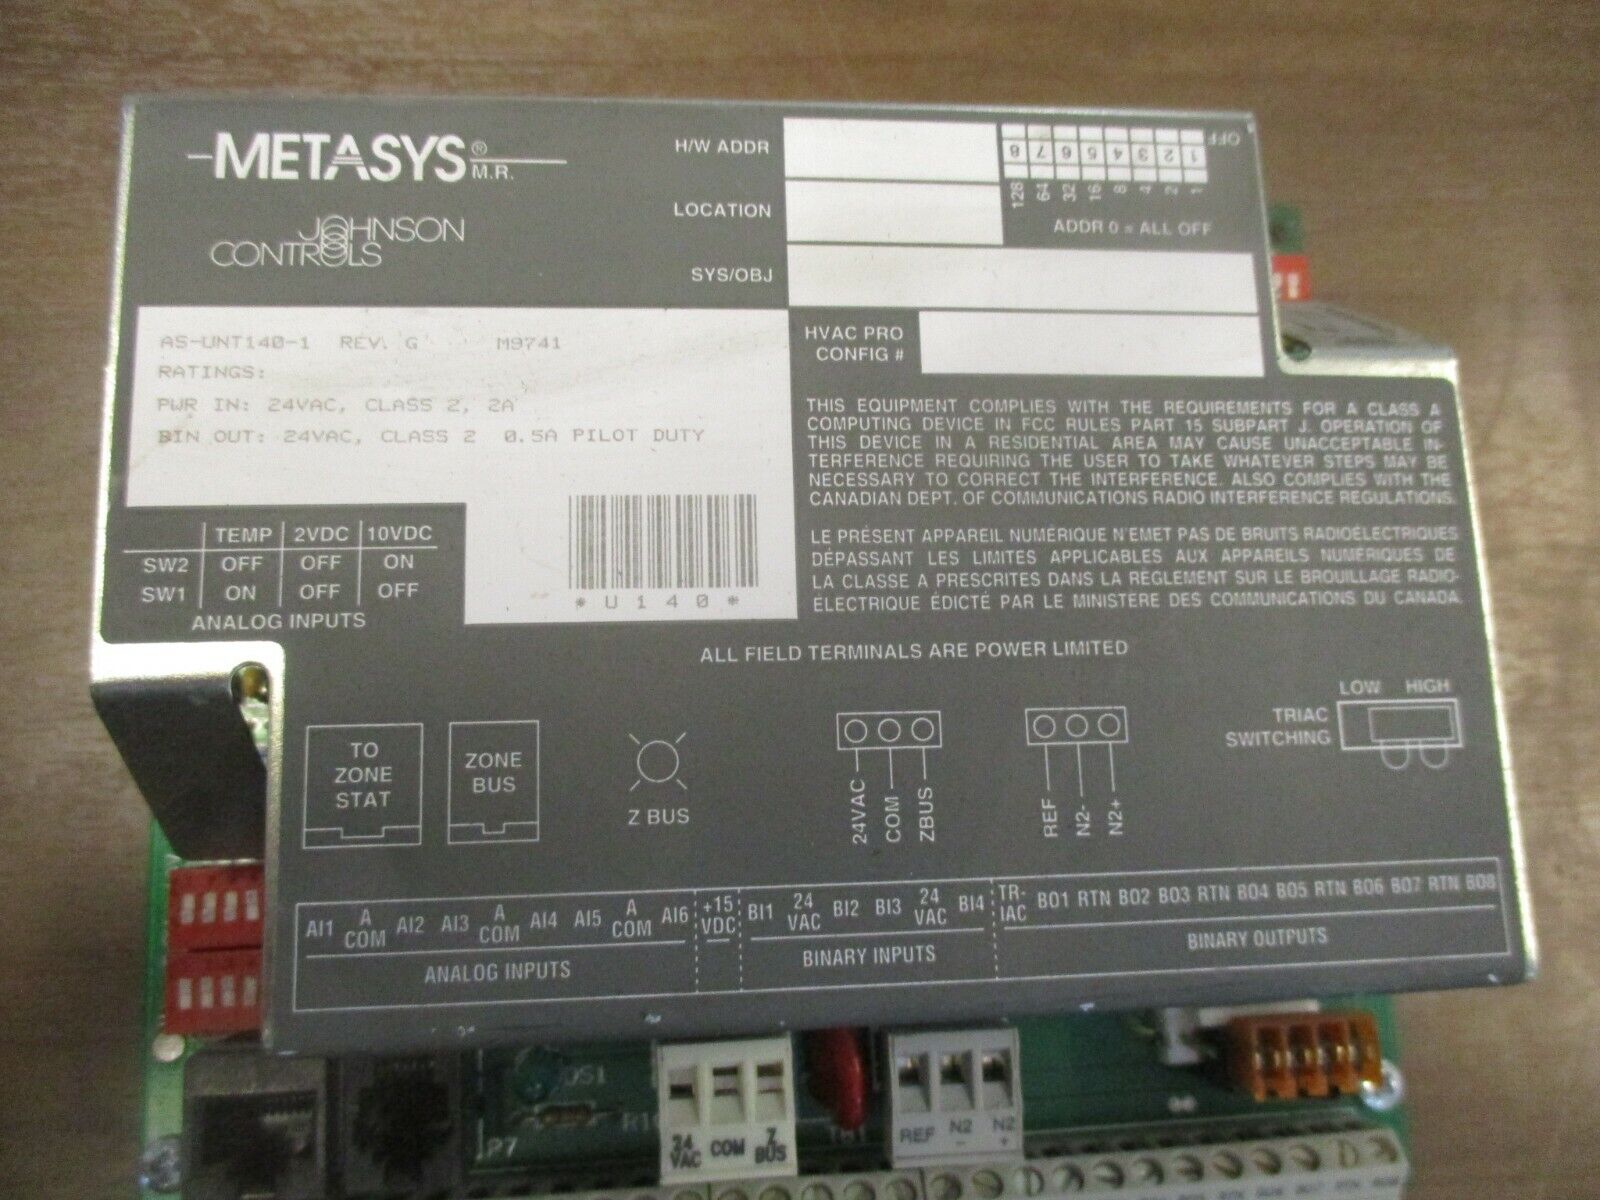 METASYS®
M.R.
JOHNSON
CONTROLS
H/W ADDR
LOCATION
SYS/OBJ
HVAC PRO
CONFIG #
OFF
8 7 6 5 4 3 2 1
128 64 32 16 8 4 2 1
ADDR 0 = ALL OFF
AS-UNT140-1 REV. G M9741
RATINGS:
PWR IN: 24VAC, CLASS 2, 2A
BIN OUT: 24VAC, CLASS 2 0.5A PILOT DUTY
*U140*
TEMP 2VDC 10VDC
SW2 OFF OFF ON
SW1 ON OFF OFF
ANALOG INPUTS
THIS EQUIPMENT COMPLIES WITH THE REQUIREMENTS FOR A CLASS A
COMPUTING DEVICE IN FCC RULES PART 15 SUBPART J. OPERATION OF
THIS DEVICE IN A RESIDENTIAL AREA MAY CAUSE UNACCEPTABLE IN-
TERFERENCE REQUIRING THE USER TO TAKE WHATEVER STEPS MAY BE
NECESSARY TO CORRECT THE INTERFERENCE. ALSO COMPLIES WITH THE
CANADIAN DEPT. OF COMMUNICATIONS RADIO INTERFERENCE REGULATIONS.
LE PRÉSENT APPAREIL NUMÉRIQUE N'EMET PAS DE BRUITS RADIOÉLECTRIQUES
DÉPASSANT LES LIMITES APPLICABLES AUX APPAREILS NUMÉRIQUES DE
LA CLASSE A PRESCRITES DANS LA RÉGLEMENT SUR LE BROUILLAGE RADIO-
ELECTRIQUE ÉDICTÉ PAR LE MINISTERE DES COMMUNICATIONS DU CANADA.
ALL FIELD TERMINALS ARE POWER LIMITED
TO
ZONE
STAT
ZONE
BUS
Z BUS
24VAC
COM
ZBUS
REF
N2-
N2+
LOW HIGH
TRIAC
SWITCHING
AI1 A COM AI2 AI3 A COM AI4 AI5 A COM AI6
ANALOG INPUTS
+15 VDC
BI1 24 VAC BI2 BI3 24 VAC BI4
BINARY INPUTS
TR-IAC BO1 RTN BO2 BO3 RTN BO4 BO5 RTN BO6 BO7 RTN BO8
BINARY OUTPUTS
DS1
P7
24 VAC COM Z BUS
REF N2 - N2 +